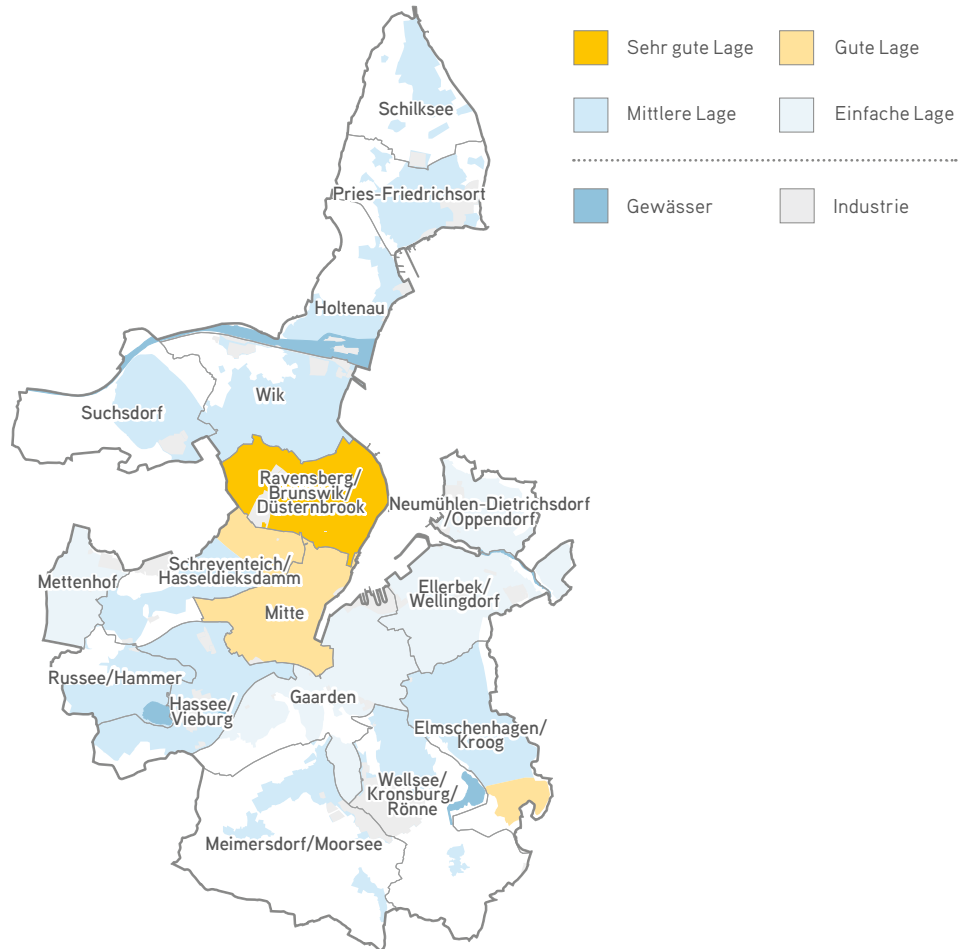 Sehr gute Lage
Gute Lage
Mittlere Lage
Einfache Lage
Gewässer
Industrie
Schilksee
Pries-Friedrichsort
Holtenau
Wik
Suchsdorf
Ravensberg/
Brunswik/
Düsternbrook
Neumühlen-Dietrichsdorf
/Oppendorf
Schreventeich/
Hasseldieksdamm
Mettenhof
Ellerbek/
Wellingdorf
Mitte
Russee/Hammer
Hassee/
Vieburg
Gaarden
Elmschenhagen/
Kroog
Wellsee/
Kronsburg/
Rönne
Meimersdorf/Moorsee